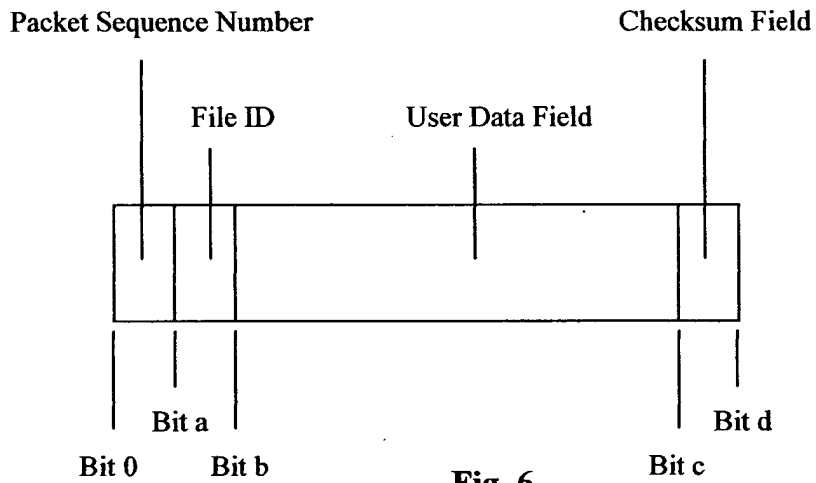 Packet Sequence Number
Checksum Field
File ID
User Data Field
Bit a
Bit d
Bit 0
Bit b
Bit c
Fig. 6